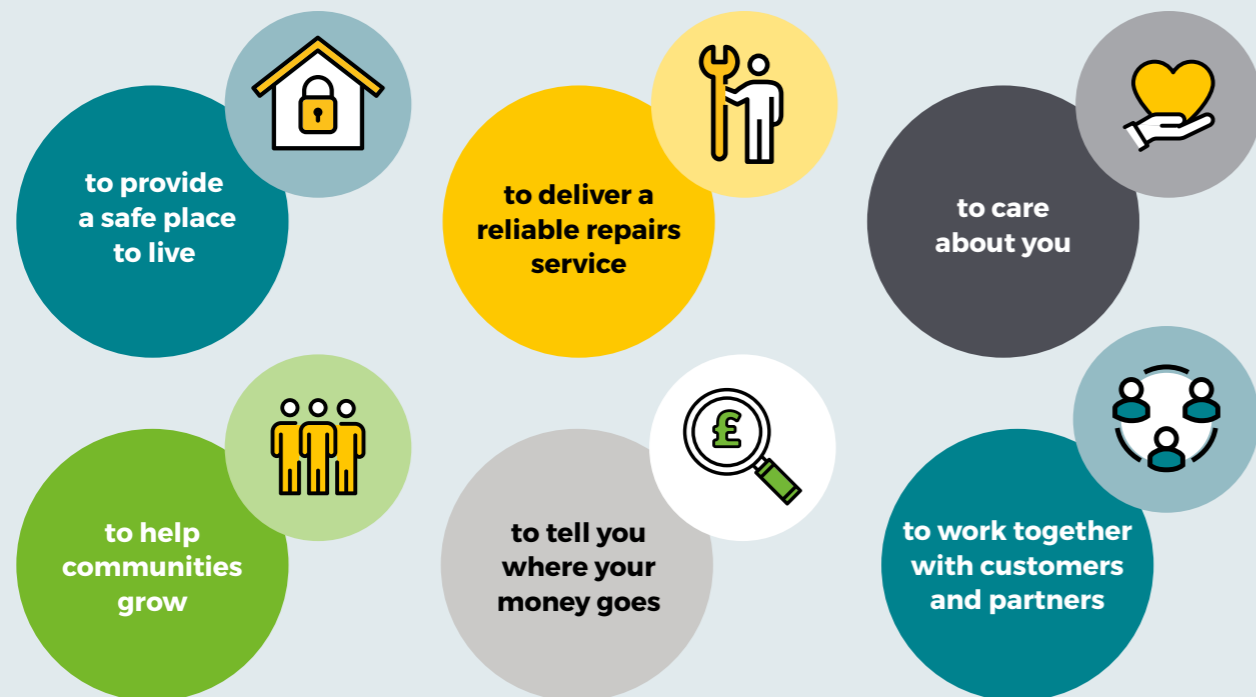 to provide
a safe place
to live
to deliver a
reliable repairs
service
to care
about you
to help
communities
grow
£
to tell you
where your
money goes
to work together
with customers
and partners